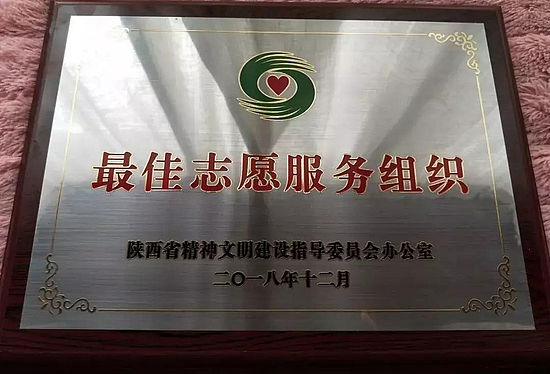 最佳志愿服务组织
陕西省精神文明建设指导委员会办公室
二〇一八年十二月